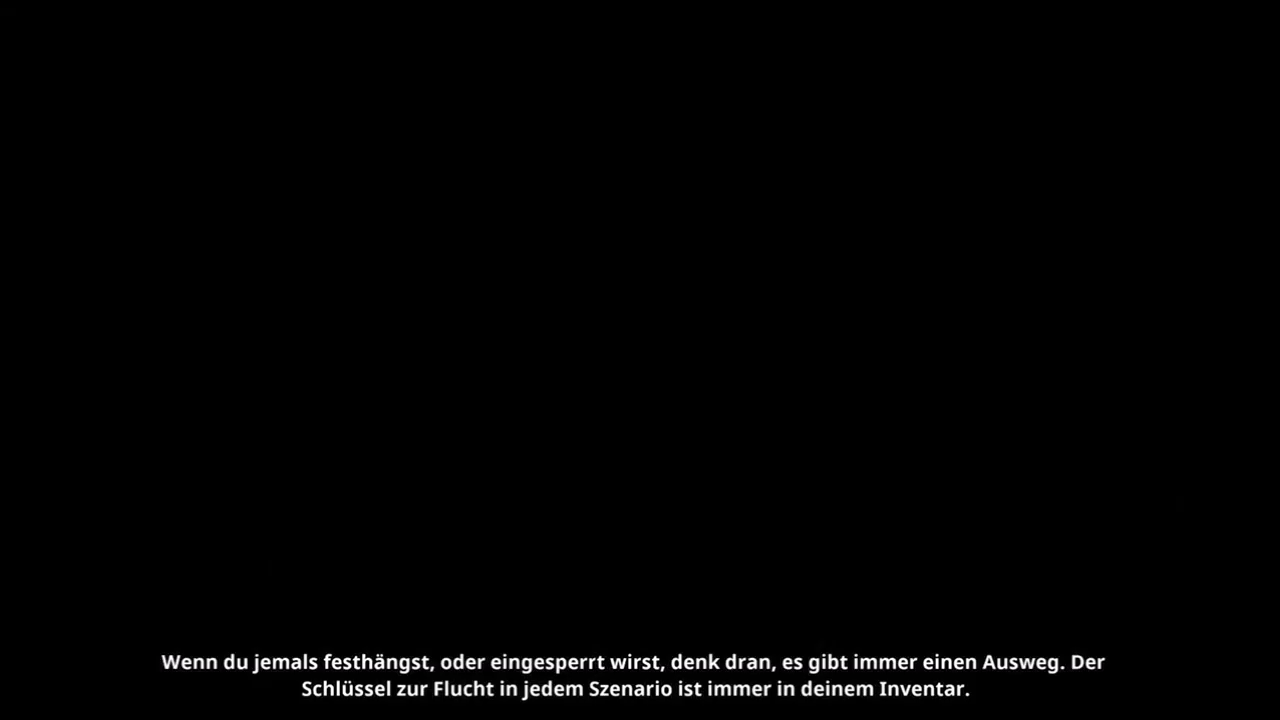 Wenn du jemals festhängst, oder eingesperrt wirst, denk dran, es gibt immer einen Ausweg. Der
Schlüssel zur Flucht in jedem Szenario ist immer in deinem Inventar.